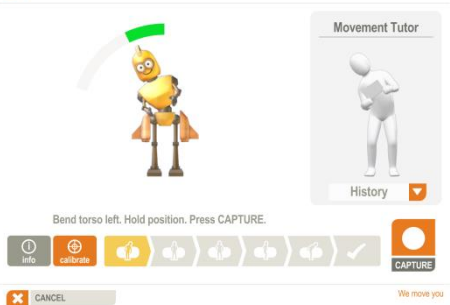 Movement Tutor
History
Bend torso left. Hold position. Press CAPTURE.
info
calibrate
CAPTURE
CANCEL
We move you